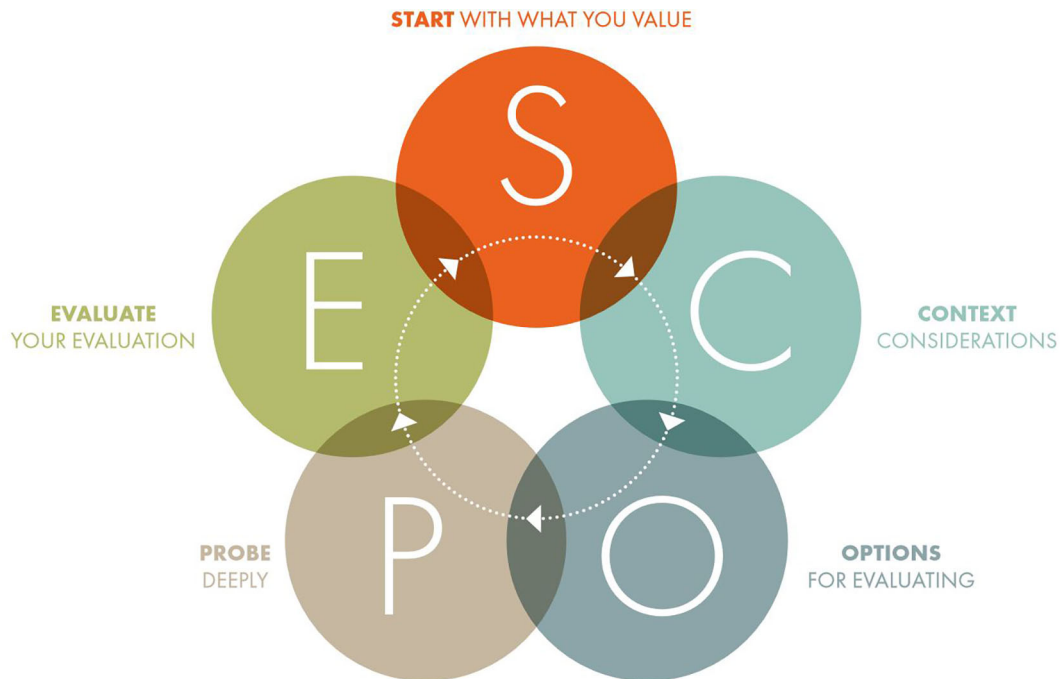 START WITH WHAT YOU VALUE
S
C
CONTEXT
CONSIDERATIONS
O
OPTIONS
FOR EVALUATING
P
PROBE
DEEPLY
E
EVALUATE
YOUR EVALUATION